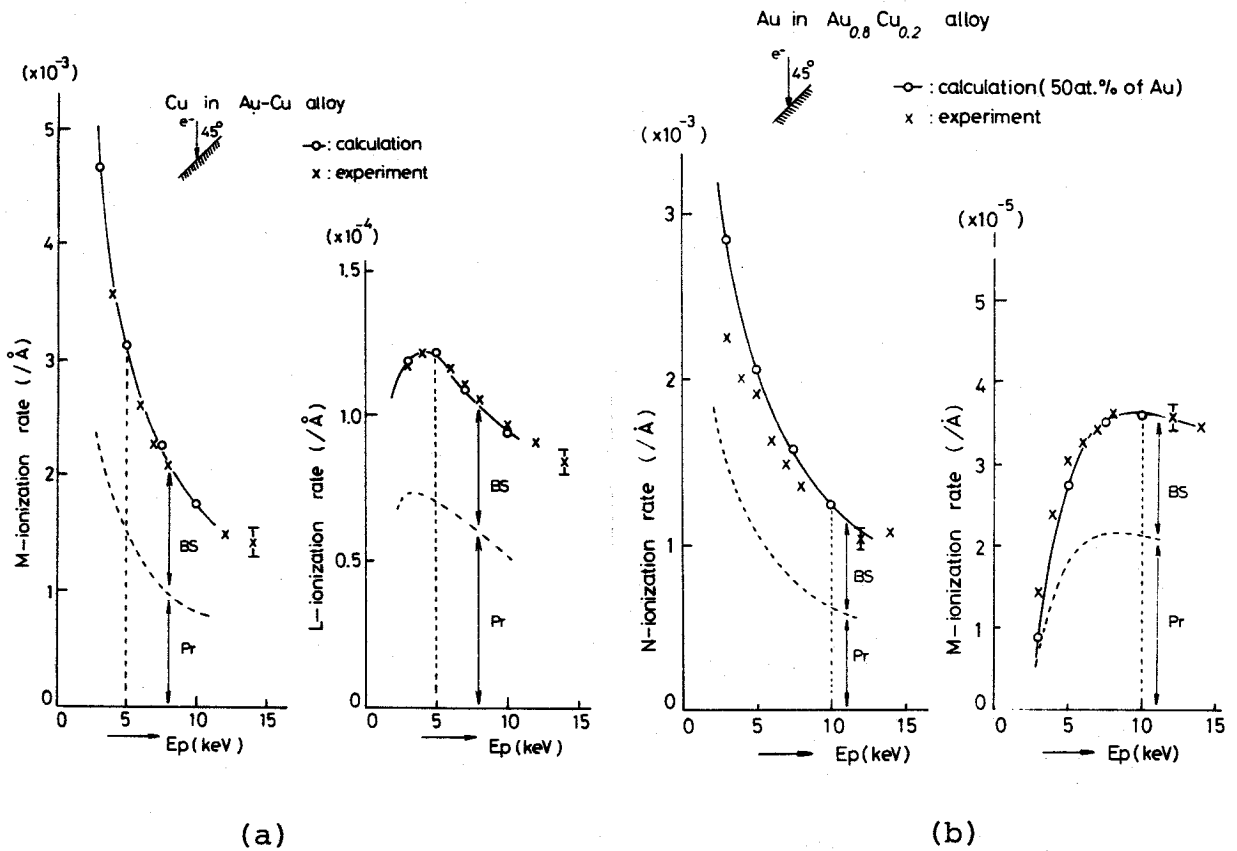 Au in Au0.8 Cu0.2 alloy
e-
45°
-o- : calculation (50at.% of Au)
x : experiment
(x10-3)
Cu in Au-Cu alloy
e-
45°
-o-: calculation
x : experiment
5
4
3
2
1
0
M-ionization rate (/Å)
BS
Pr
0
5
10
15
Ep(keV)
(x10-4)
1.5
1.0
0.5
0
L-ionization rate (/Å)
BS
Pr
0
5
10
15
Ep(keV)
(a)
(x10-3)
3
2
1
0
N-ionization rate (/Å)
BS
Pr
0
5
10
15
Ep(keV)
(x10-5)
5
4
3
2
1
0
M-ionization rate (/Å)
BS
Pr
0
5
10
15
Ep(keV)
(b)